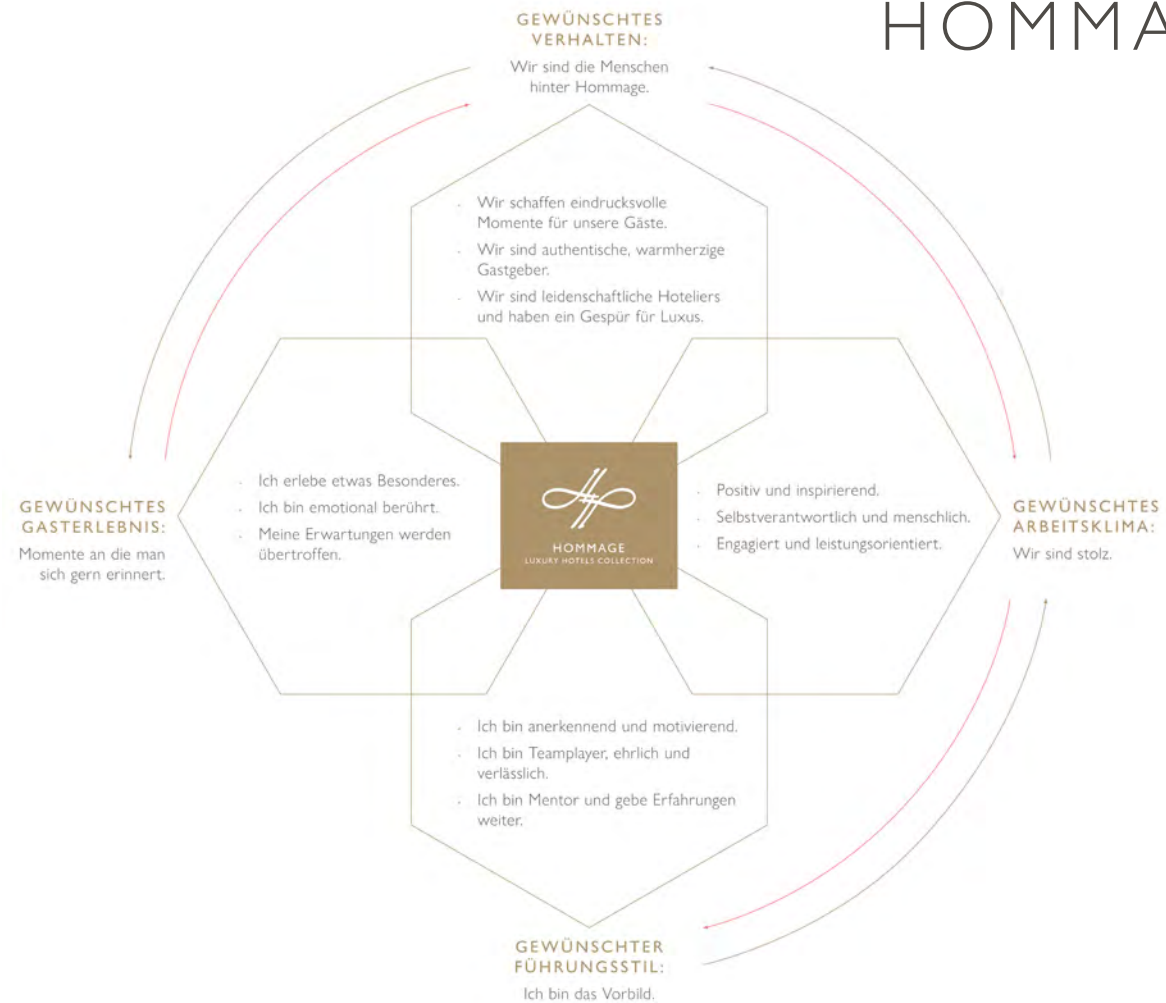 HOMMA
GEWÜNSCHTES
VERHALTEN:
Wir sind die Menschen
hinter Hommage.
Wir schaffen eindrucksvolle
Momente für unsere Gäste.
Wir sind authentische, warmherzige
Gastgeber.
Wir sind leidenschaftliche Hoteliers
und haben ein Gespür für Luxus.
GEWÜNSCHTES
GASTERLEBNIS:
Momente an die man
sich gern erinnert.
Ich erlebe etwas Besonderes.
Ich bin emotional berührt.
Meine Erwartungen werden
übertroffen.
HOMMAGE
LUXURY HOTELS COLLECTION
Positiv und inspirierend.
Selbstverantwortlich und menschlich.
Engagiert und leistungsorientiert.
GEWÜNSCHTES
ARBEITSKLIMA:
Wir sind stolz.
Ich bin anerkennend und motivierend.
Ich bin Teamplayer, ehrlich und
verlässlich.
Ich bin Mentor und gebe Erfahrungen
weiter.
GEWÜNSCHTER
FÜHRUNGSSTIL:
Ich bin das Vorbild.